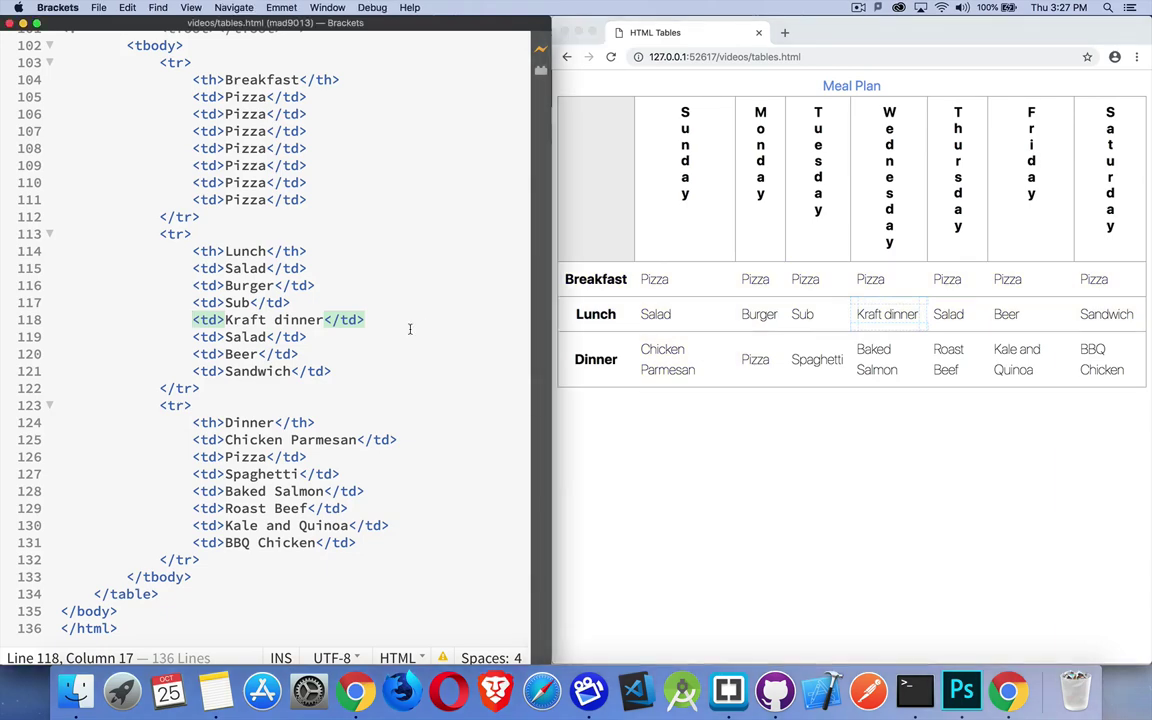 Brackets File Edit Find View Navigate Emmet Window Debug Help 100% Thu 3:27 PM
videos/tables.html (mad9013) — Brackets
102 <tbody>
103 <tr>
104 <th>Breakfast</th>
105 <td>Pizza</td>
106 <td>Pizza</td>
107 <td>Pizza</td>
108 <td>Pizza</td>
109 <td>Pizza</td>
110 <td>Pizza</td>
111 <td>Pizza</td>
112 </tr>
113 <tr>
114 <th>Lunch</th>
115 <td>Salad</td>
116 <td>Burger</td>
117 <td>Sub</td>
118 <td>Kraft dinner</td>
119 <td>Salad</td>
120 <td>Beer</td>
121 <td>Sandwich</td>
122 </tr>
123 <tr>
124 <th>Dinner</th>
125 <td>Chicken Parmesan</td>
126 <td>Pizza</td>
127 <td>Spaghetti</td>
128 <td>Baked Salmon</td>
129 <td>Roast Beef</td>
130 <td>Kale and Quinoa</td>
131 <td>BBQ Chicken</td>
132 </tr>
133 </tbody>
134 </table>
135 </body>
136 </html>
Line 118, Column 17 — 136 Lines INS UTF-8 HTML Spaces: 4
HTML Tables
127.0.0.1:52617/videos/tables.html
Meal Plan
Sunday Monday Tuesday Wednesday Thursday Friday Saturday
Breakfast Pizza Pizza Pizza Pizza Pizza Pizza Pizza
Lunch Salad Burger Sub Kraft dinner Salad Beer Sandwich
Dinner Chicken Parmesan Pizza Spaghetti Baked Salmon Roast Beef Kale and Quinoa BBQ Chicken
OCT
25
Ps